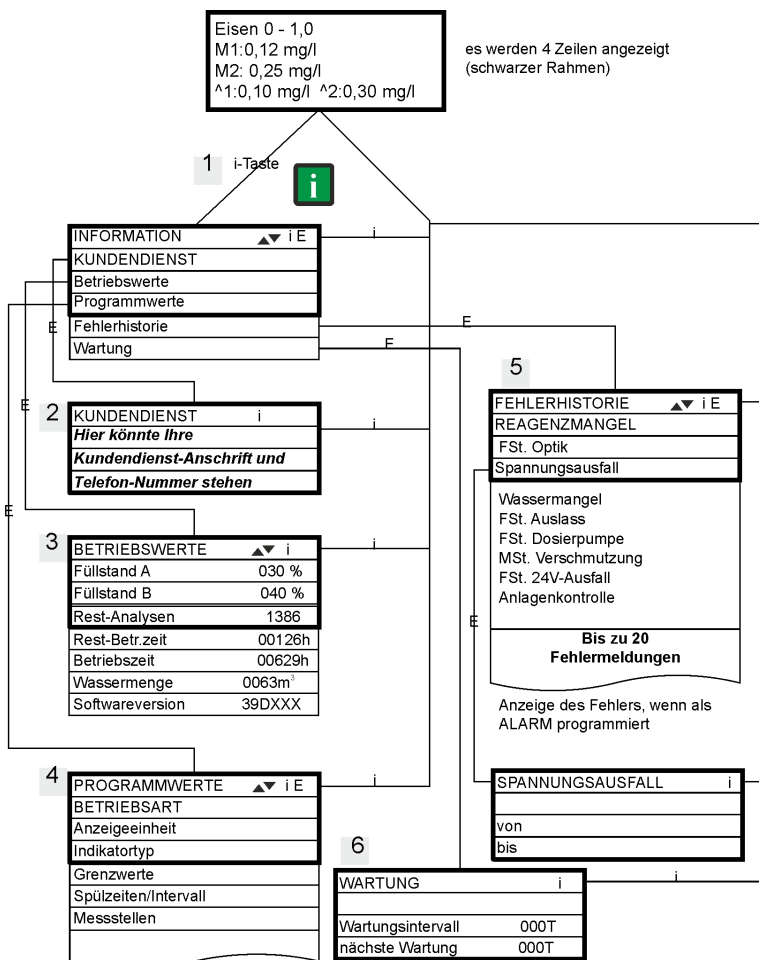 Eisen 0 - 1,0
M1:0,12 mg/l
M2: 0,25 mg/l
^1:0,10 mg/l ^2:0,30 mg/l
es werden 4 Zeilen angezeigt
(schwarzer Rahmen)
1 i-Taste
i
INFORMATION ▲▼ i E
KUNDENDIENST
Betriebswerte
Programmwerte
Fehlerhistorie
Wartung
i
E
E
E
E
E
2
KUNDENDIENST i
Hier könnte Ihre
Kundendienst-Anschrift und
Telefon-Nummer stehen
i
3
BETRIEBSWERTE ▲▼ i
Füllstand A 030 %
Füllstand B 040 %
Rest-Analysen 1386
Rest-Betr.zeit 00126h
Betriebszeit 00629h
Wassermenge 0063m³
Softwareversion 39DXXX
i
4
PROGRAMMWERTE ▲▼ i E
BETRIEBSART
Anzeigeeinheit
Indikatortyp
Grenzwerte
Spülzeiten/Intervall
Messstellen
i
5
FEHLERHISTORIE ▲▼ i E
REAGENZMANGEL
FSt. Optik
Spannungsausfall
Wassermangel
FSt. Auslass
FSt. Dosierpumpe
MSt. Verschmutzung
FSt. 24V-Ausfall
Anlagenkontrolle
Bis zu 20
Fehlermeldungen
E
Anzeige des Fehlers, wenn als
ALARM programmiert
SPANNUNGSAUSFALL i
von
bis
6
WARTUNG i
Wartungsintervall 000T
nächste Wartung 000T
i